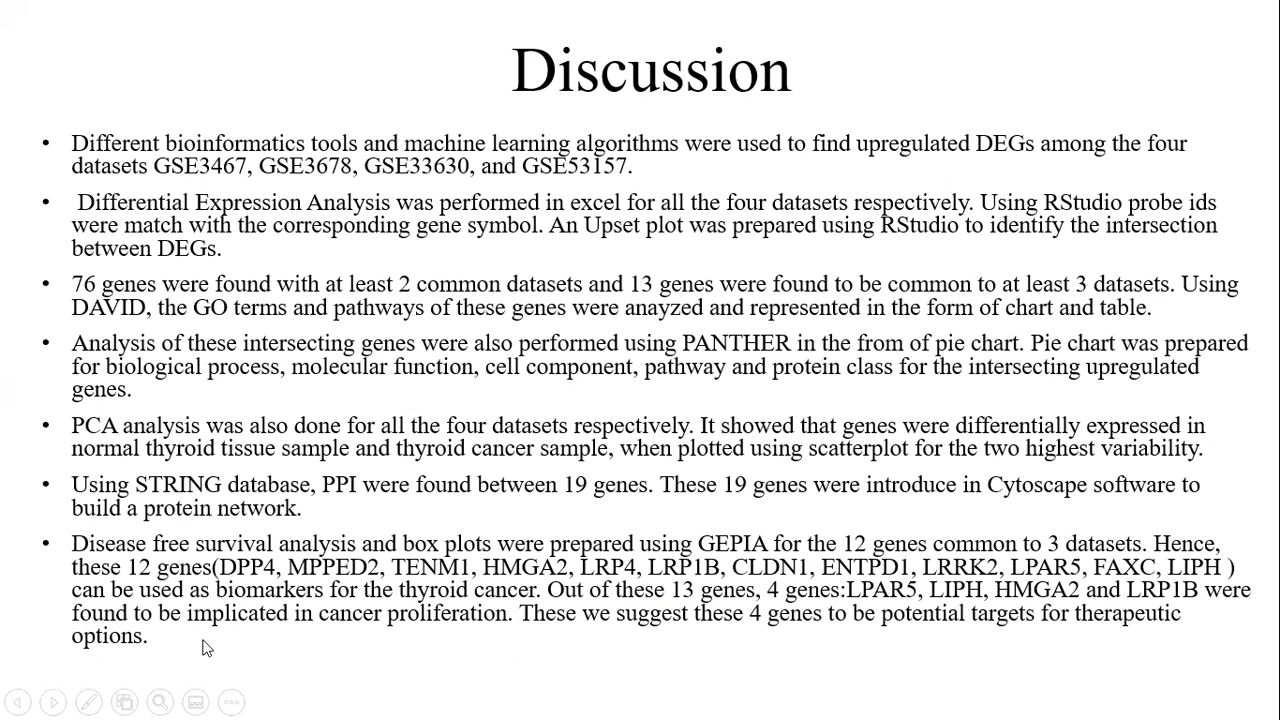 Discussion
• Different bioinformatics tools and machine learning algorithms were used to find upregulated DEGs among the four
datasets GSE3467, GSE3678, GSE33630, and GSE53157.
• Differential Expression Analysis was performed in excel for all the four datasets respectively. Using RStudio probe ids
were match with the corresponding gene symbol. An Upset plot was prepared using RStudio to identify the intersection
between DEGs.
• 76 genes were found with at least 2 common datasets and 13 genes were found to be common to at least 3 datasets. Using
DAVID, the GO terms and pathways of these genes were anayzed and represented in the form of chart and table.
• Analysis of these intersecting genes were also performed using PANTHER in the from of pie chart. Pie chart was prepared
for biological process, molecular function, cell component, pathway and protein class for the intersecting upregulated
genes.
• PCA analysis was also done for all the four datasets respectively. It showed that genes were differentially expressed in
normal thyroid tissue sample and thyroid cancer sample, when plotted using scatterplot for the two highest variability.
• Using STRING database, PPI were found between 19 genes. These 19 genes were introduce in Cytoscape software to
build a protein network.
• Disease free survival analysis and box plots were prepared using GEPIA for the 12 genes common to 3 datasets. Hence,
these 12 genes(DPP4, MPPED2, TENM1, HMGA2, LRP4, LRP1B, CLDN1, ENTPD1, LRRK2, LPAR5, FAXC, LIPH )
can be used as biomarkers for the thyroid cancer. Out of these 13 genes, 4 genes:LPAR5, LIPH, HMGA2 and LRP1B were
found to be implicated in cancer proliferation. These we suggest these 4 genes to be potential targets for therapeutic
options.